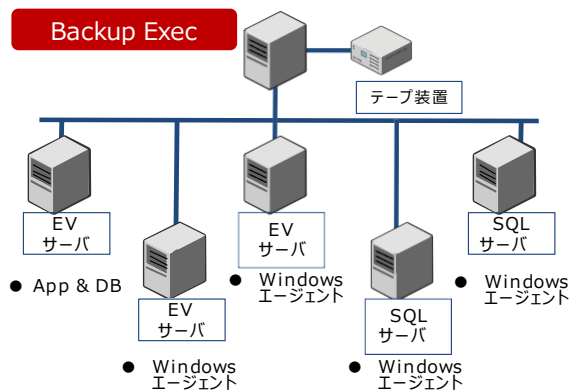 Backup Exec
テープ装置
EV
サーバ
● App & DB
EV
サーバ
● Windows
エージェント
EV
サーバ
● Windows
エージェント
SQL
サーバ
● Windows
エージェント
SQL
サーバ
● Windows
エージェント